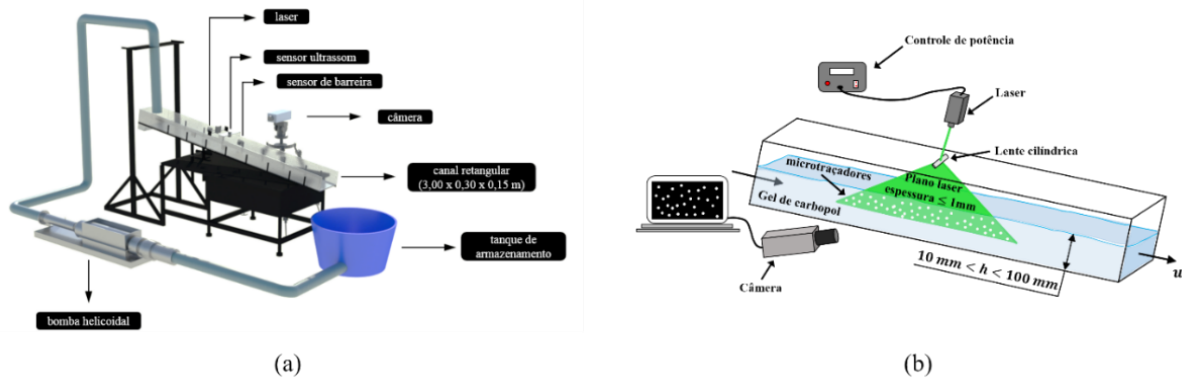 laser
sensor ultrassom
sensor de barreira
câmera
canal retangular
(3,00 x 0,30 x 0,15 m)
tanque de
armazenamento
bomba helicoidal
(a)
Controle de potência
Laser
Lente cilíndrica
microtraçadores
Plano laser
espessura ≤ 1mm
Gel de carbopol
10 mm < h < 100 mm
u
Câmera
(b)